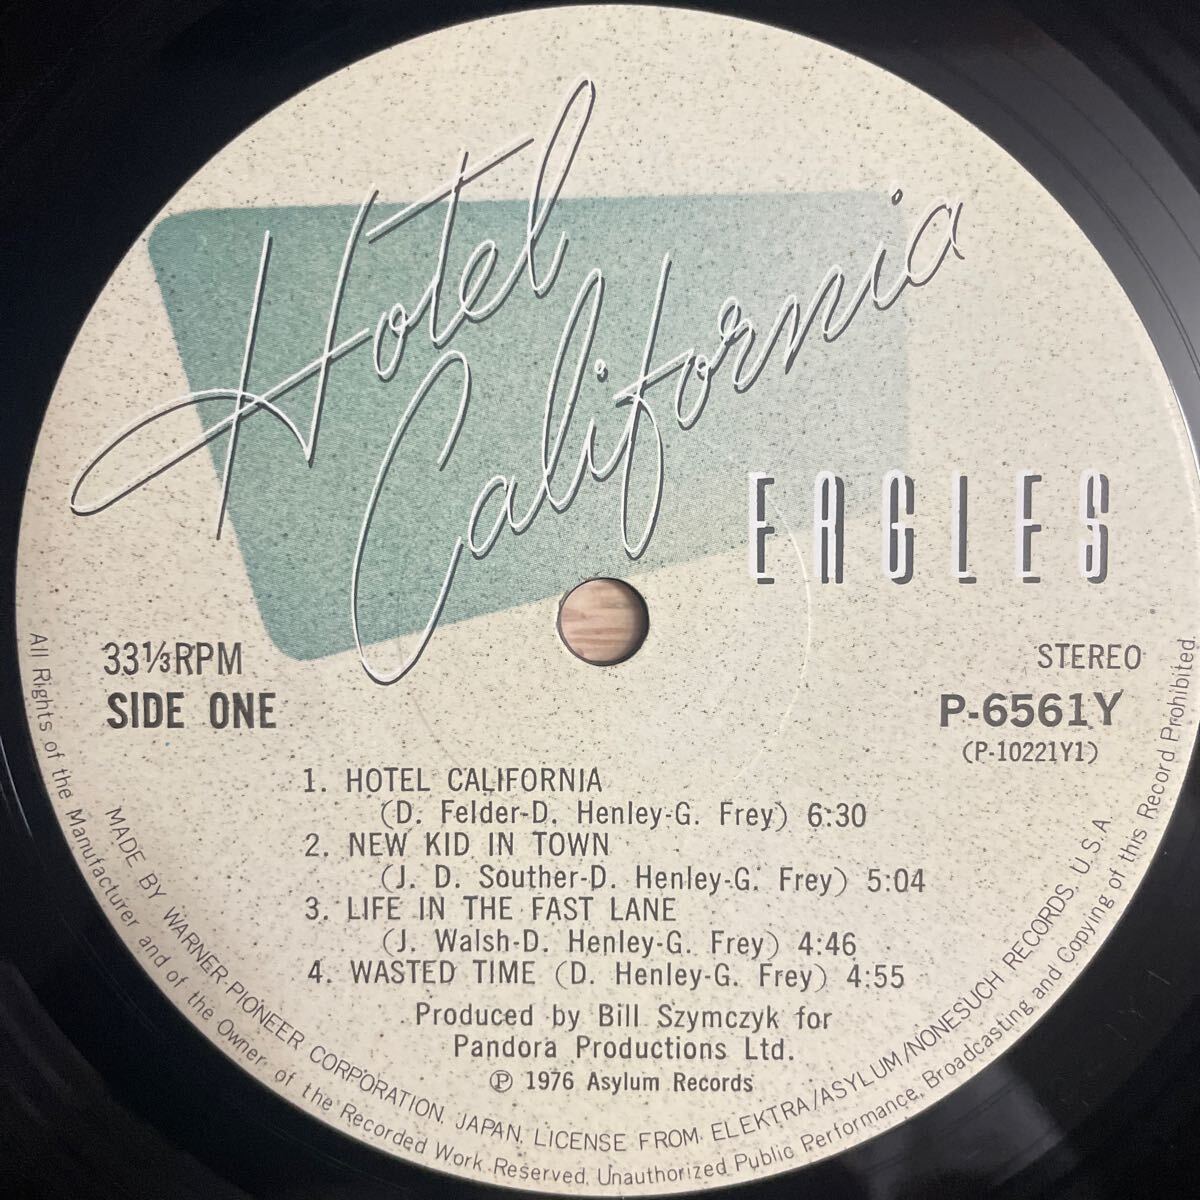 Hotel
California
EAGLES
33⅓RPM
SIDE ONE
STEREO
P-6561Y
(P-10221Y1)
1. HOTEL CALIFORNIA
(D. Felder-D. Henley-G. Frey) 6:30
2. NEW KID IN TOWN
(J. D. Souther-D. Henley-G. Frey) 5:04
3. LIFE IN THE FAST LANE
(J. Walsh-D. Henley-G. Frey) 4:46
4. WASTED TIME (D. Henley-G. Frey) 4:55
Produced by Bill Szymczyk for
Pandora Productions Ltd.
℗ 1976 Asylum Records
MADE BY WARNER-PIONEER CORPORATION, JAPAN, LICENSE FROM ELEKTRA/ASYLUM/NONESUCH RECORDS, U.S.A.
All Rights of the Manufacturer and of the Owner of the Recorded Work Reserved. Unauthorized Public Performance, Broadcasting and Copying of this Record Prohibited